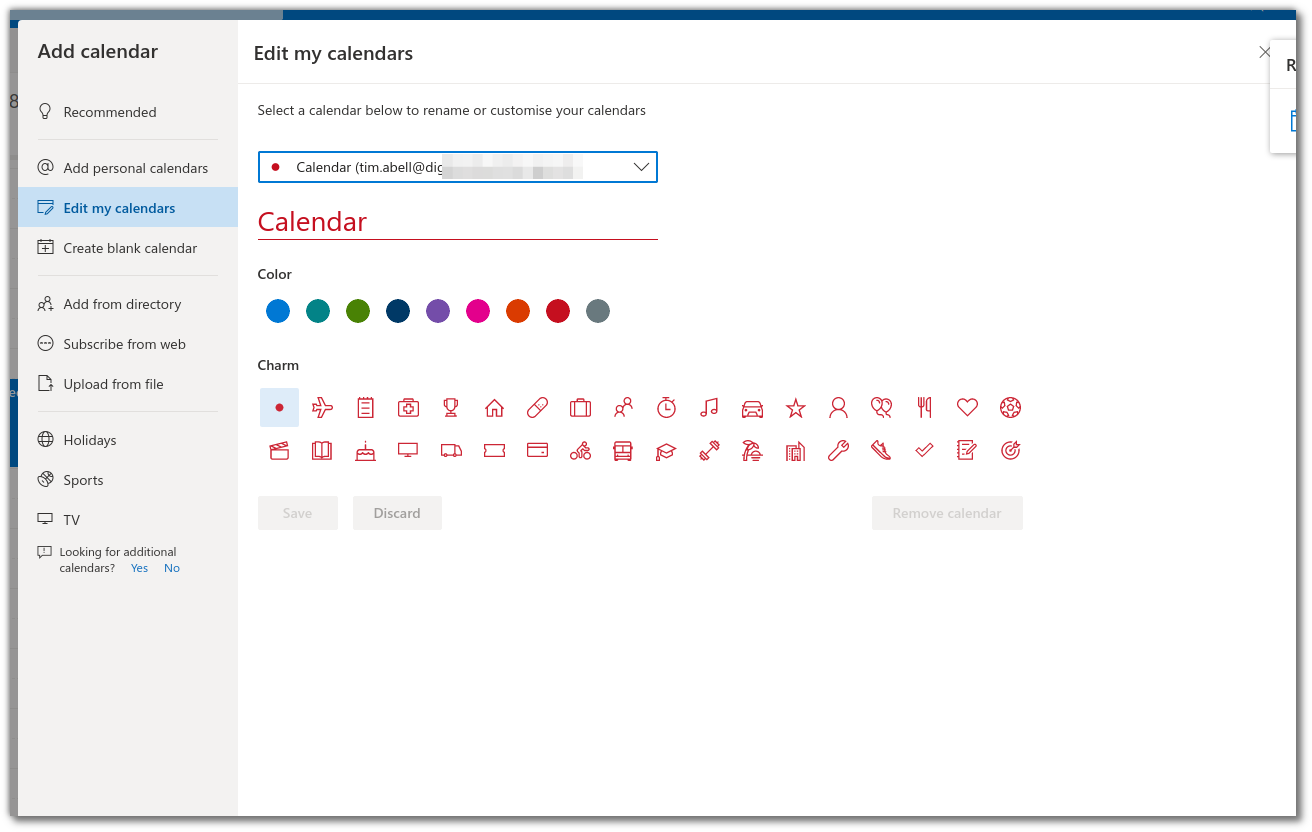 Add calendar
Recommended
Add personal calendars
Edit my calendars
Create blank calendar
Add from directory
Subscribe from web
Upload from file
Holidays
Sports
TV
Looking for additional
calendars? Yes No
Edit my calendars
Select a calendar below to rename or customise your calendars
Calendar (tim.abell@dig
Calendar
Color
Charm
Save Discard Remove calendar
R
8